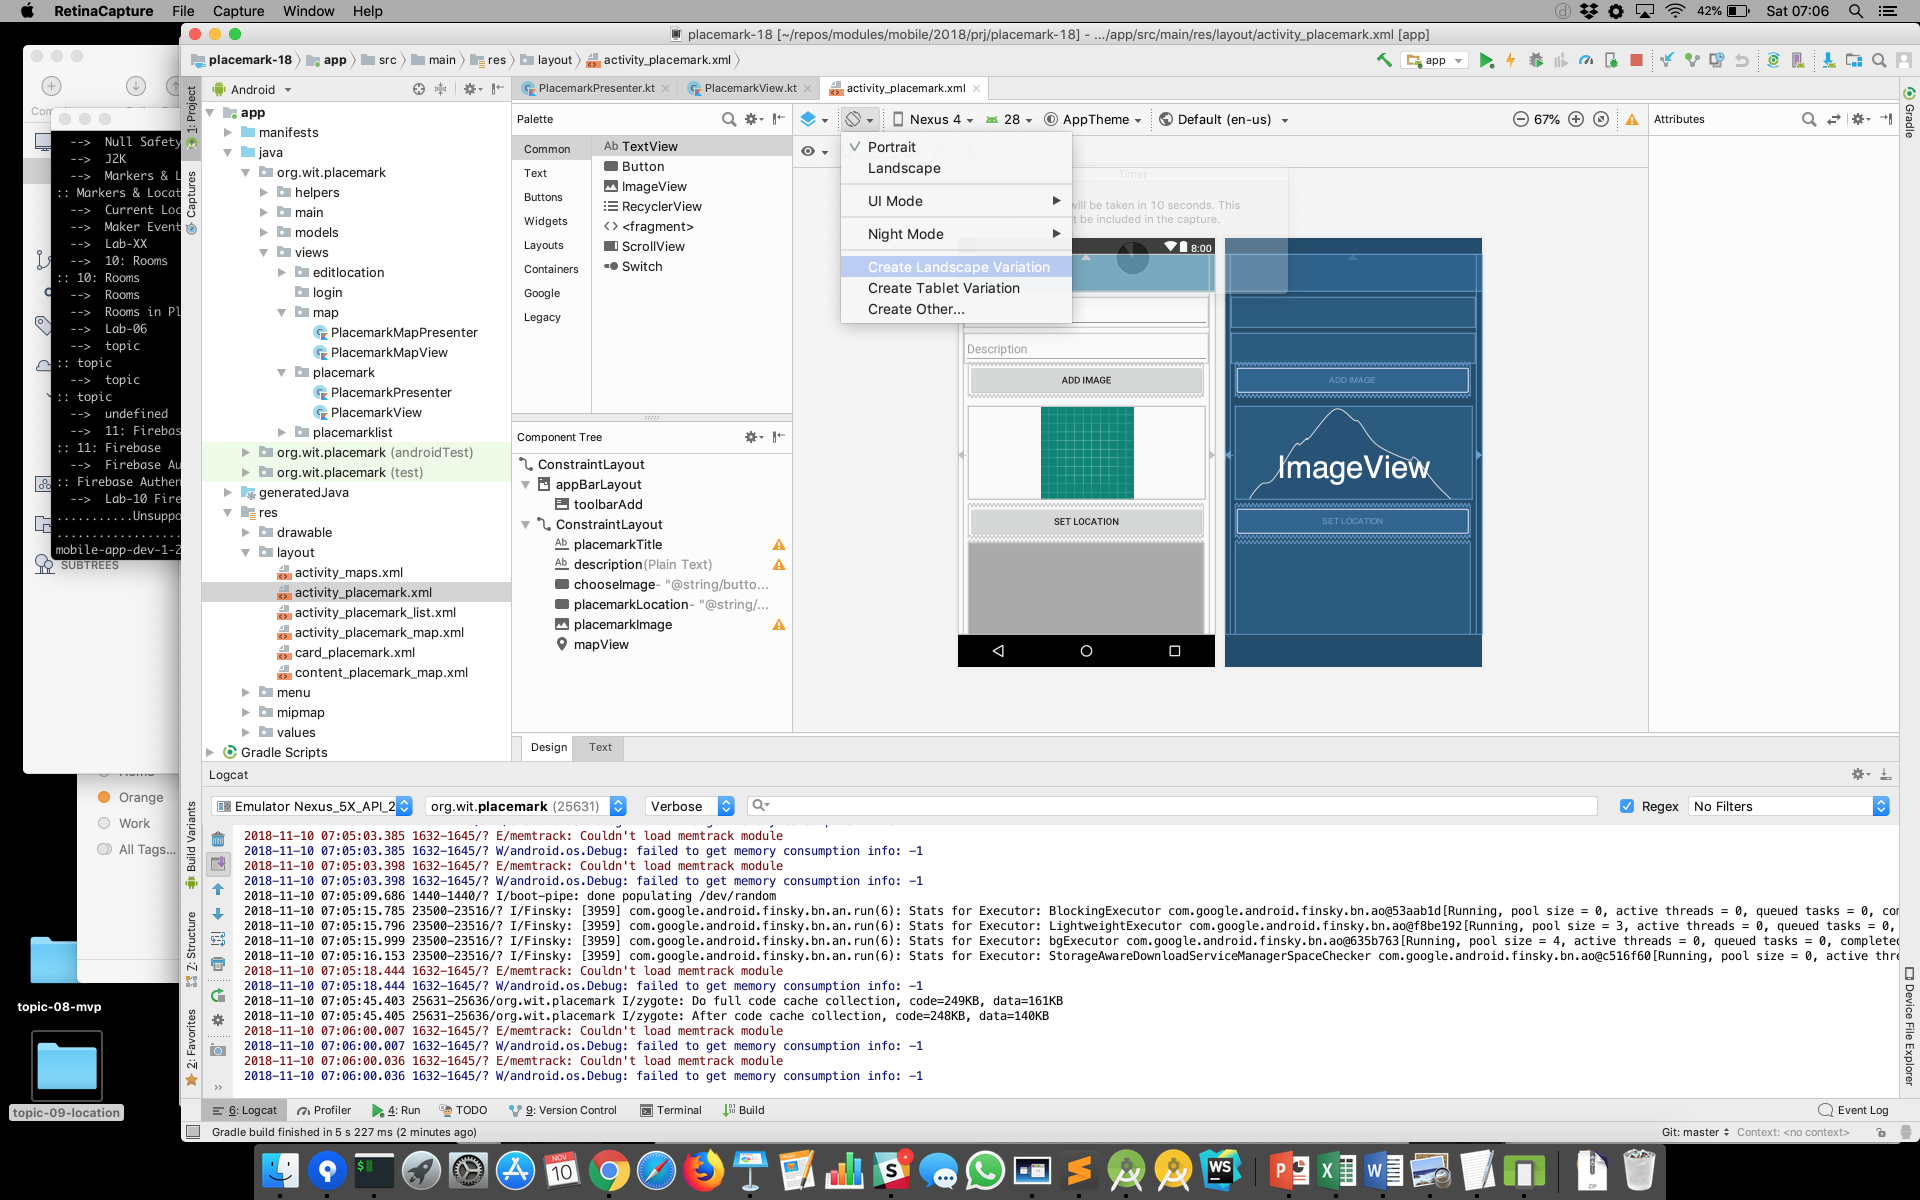 RetinaCapture File Capture Window Help
42% Sat 07:06
placemark-18 [~/repos/modules/mobile/2018/prj/placemark-18] - .../app/src/main/res/layout/activity_placemark.xml [app]
placemark-18 app src main res layout activity_placemark.xml
app
Android
PlacemarkPresenter.kt PlacemarkView.kt activity_placemark.xml
1: Project
Captures
Build Variants
7: Structure
2: Favorites
Gradle
Device File Explorer
app
manifests
java
org.wit.placemark
helpers
main
models
views
editlocation
login
map
PlacemarkMapPresenter
PlacemarkMapView
placemark
PlacemarkPresenter
PlacemarkView
placemarklist
org.wit.placemark (androidTest)
org.wit.placemark (test)
generatedJava
res
drawable
layout
activity_maps.xml
activity_placemark.xml
activity_placemark_list.xml
activity_placemark_map.xml
card_placemark.xml
content_placemark_map.xml
menu
mipmap
values
Gradle Scripts
Palette
Common
Text
Buttons
Widgets
Layouts
Containers
Google
Legacy
Ab TextView
Button
ImageView
RecyclerView
<fragment>
ScrollView
Switch
Component Tree
ConstraintLayout
appBarLayout
toolbarAdd
ConstraintLayout
Ab placemarkTitle
Ab description(Plain Text)
chooseImage- "@string/butto...
placemarkLocation- "@string/...
placemarkImage
mapView
Nexus 4 28 AppTheme Default (en-us) 67%
Attributes
Portrait
Landscape
UI Mode
Night Mode
Create Landscape Variation
Create Tablet Variation
Create Other...
Timer
will be taken in 10 seconds. This
t be included in the capture.
8:00
Description
ADD IMAGE
SET LOCATION
ADD IMAGE
ImageView
SET LOCATION
Design Text
--> Null Safety
--> J2K
--> Markers & L
:: Markers & Locat
--> Current Loc
--> Maker Event
--> Lab-XX
--> 10: Rooms
:: 10: Rooms
--> Rooms
--> Rooms in Pl
--> Lab-06
--> topic
:: topic
--> topic
:: topic
--> undefined
--> 11: Firebas
:: 11: Firebase
--> Firebase Au
:: Firebase Authen
--> Lab-10 Fire
...........Unsuppo
..................
mobile-app-dev-1-2
SUBTREES
Orange
Work
All Tags...
topic-08-mvp
topic-09-location
Logcat
Emulator Nexus_5X_API_2 org.wit.placemark (25631) Verbose Regex No Filters
2018-11-10 07:05:03.385 1632-1645/? E/memtrack: Couldn't load memtrack module
2018-11-10 07:05:03.385 1632-1645/? W/android.os.Debug: failed to get memory consumption info: -1
2018-11-10 07:05:03.398 1632-1645/? E/memtrack: Couldn't load memtrack module
2018-11-10 07:05:03.398 1632-1645/? W/android.os.Debug: failed to get memory consumption info: -1
2018-11-10 07:05:09.686 1440-1440/? I/boot-pipe: done populating /dev/random
2018-11-10 07:05:15.785 23500-23516/? I/Finsky: [3959] com.google.android.finsky.bn.an.run(6): Stats for Executor: BlockingExecutor com.google.android.finsky.bn.ao@53aab1d[Running, pool size = 0, active threads = 0, queued tasks = 0, com
2018-11-10 07:05:15.796 23500-23516/? I/Finsky: [3959] com.google.android.finsky.bn.an.run(6): Stats for Executor: LightweightExecutor com.google.android.finsky.bn.ao@f8be192[Running, pool size = 3, active threads = 0, queued tasks = 0,
2018-11-10 07:05:15.999 23500-23516/? I/Finsky: [3959] com.google.android.finsky.bn.an.run(6): Stats for Executor: bgExecutor com.google.android.finsky.bn.ao@635b763[Running, pool size = 4, active threads = 0, queued tasks = 0, completed
2018-11-10 07:05:16.153 23500-23516/? I/Finsky: [3959] com.google.android.finsky.bn.an.run(6): Stats for Executor: StorageAwareDownloadServiceManagerSpaceChecker com.google.android.finsky.bn.ao@c516f60[Running, pool size = 0, active thre
2018-11-10 07:05:18.444 1632-1645/? E/memtrack: Couldn't load memtrack module
2018-11-10 07:05:18.444 1632-1645/? W/android.os.Debug: failed to get memory consumption info: -1
2018-11-10 07:05:45.403 25631-25636/org.wit.placemark I/zygote: Do full code cache collection, code=249KB, data=161KB
2018-11-10 07:05:45.405 25631-25636/org.wit.placemark I/zygote: After code cache collection, code=248KB, data=140KB
2018-11-10 07:06:00.007 1632-1645/? E/memtrack: Couldn't load memtrack module
2018-11-10 07:06:00.007 1632-1645/? W/android.os.Debug: failed to get memory consumption info: -1
2018-11-10 07:06:00.036 1632-1645/? E/memtrack: Couldn't load memtrack module
2018-11-10 07:06:00.036 1632-1645/? W/android.os.Debug: failed to get memory consumption info: -1
6: Logcat Profiler 4: Run TODO 9: Version Control Terminal Build Event Log
Gradle build finished in 5 s 227 ms (2 minutes ago)
Git: master Context: <no context>
NOV
10
WS
ZIP